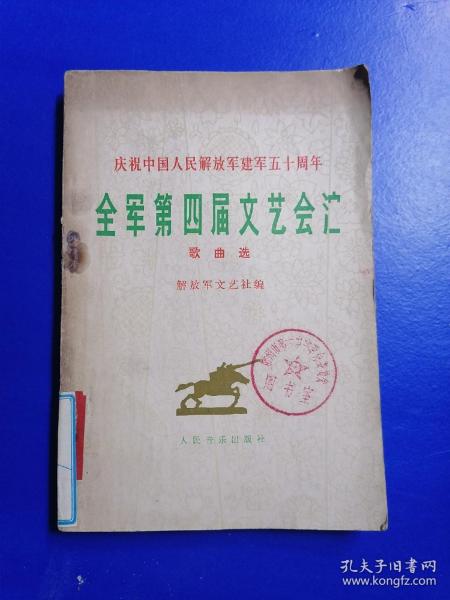 庆祝中国人民解放军建军五十周年
全军第四届文艺会汇
歌曲选
解放军文艺社编
人民音乐出版社
孔夫子旧书网
www.kongfz.com